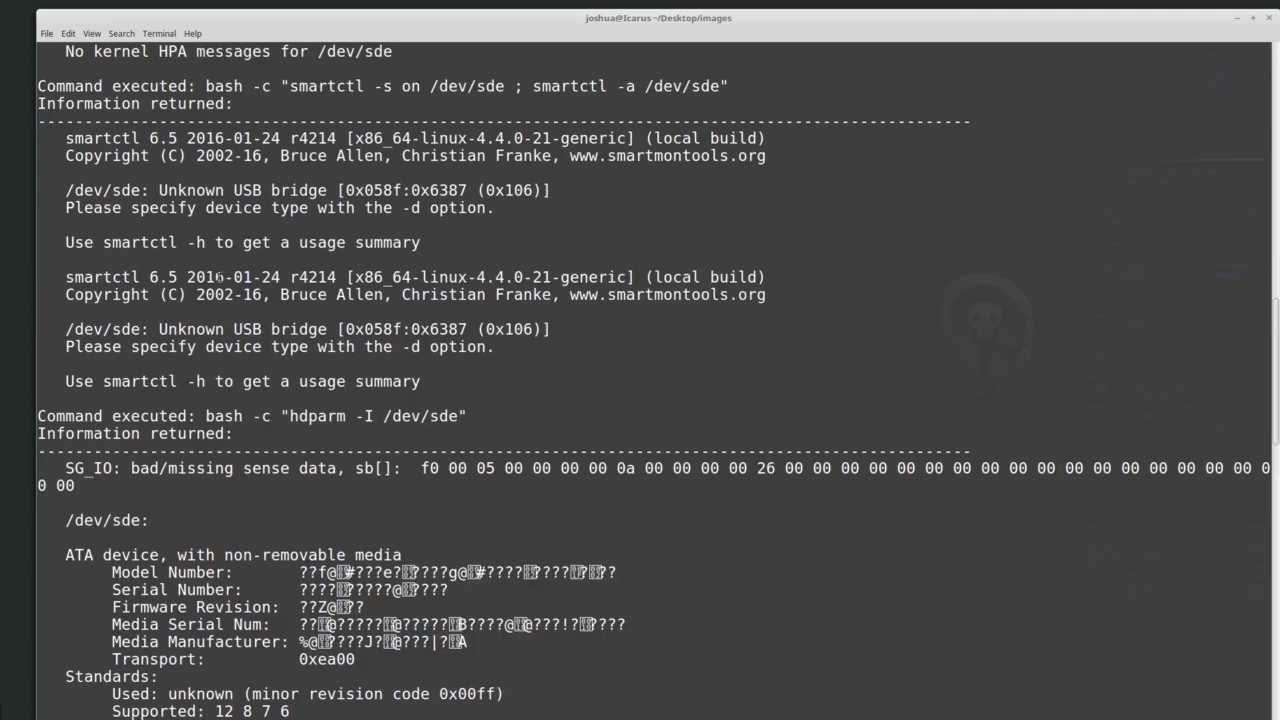 joshua@Icarus ~/Desktop/images
File Edit View Search Terminal Help
No kernel HPA messages for /dev/sde
Command executed: bash -c "smartctl -s on /dev/sde ; smartctl -a /dev/sde"
Information returned:
----------------------------------------------------------------------------------------------------
smartctl 6.5 2016-01-24 r4214 [x86_64-linux-4.4.0-21-generic] (local build)
Copyright (C) 2002-16, Bruce Allen, Christian Franke, www.smartmontools.org
/dev/sde: Unknown USB bridge [0x058f:0x6387 (0x106)]
Please specify device type with the -d option.
Use smartctl -h to get a usage summary
smartctl 6.5 2016-01-24 r4214 [x86_64-linux-4.4.0-21-generic] (local build)
Copyright (C) 2002-16, Bruce Allen, Christian Franke, www.smartmontools.org
/dev/sde: Unknown USB bridge [0x058f:0x6387 (0x106)]
Please specify device type with the -d option.
Use smartctl -h to get a usage summary
Command executed: bash -c "hdparm -I /dev/sde"
Information returned:
----------------------------------------------------------------------------------------------------
SG_IO: bad/missing sense data, sb[]:  f0 00 05 00 00 00 00 0a 00 00 00 00 26 00 00 00 00 00 00 00 00 00 00 00 00 00 00 00 00 00 0
0 00
/dev/sde:
ATA device, with non-removable media
Model Number:
Serial Number:
Firmware Revision:
Media Serial Num:
Media Manufacturer:
Transport: 0xea00
Standards:
Used: unknown (minor revision code 0x00ff)
Supported: 12 8 7 6